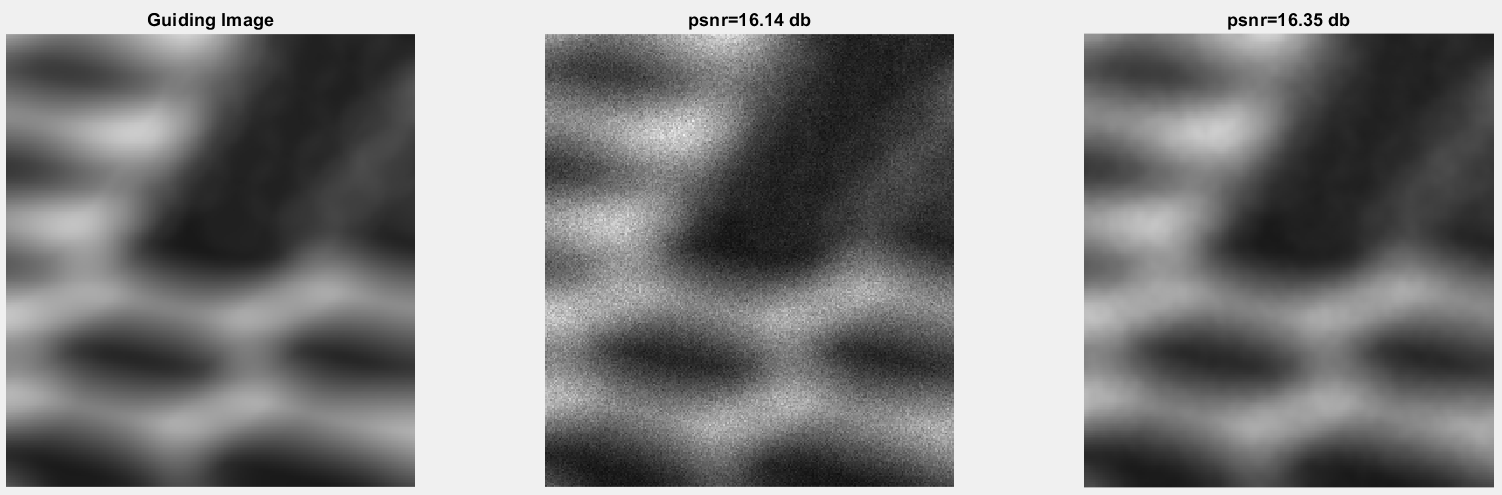 Guiding Image
psnr=16.14 db
psnr=16.35 db